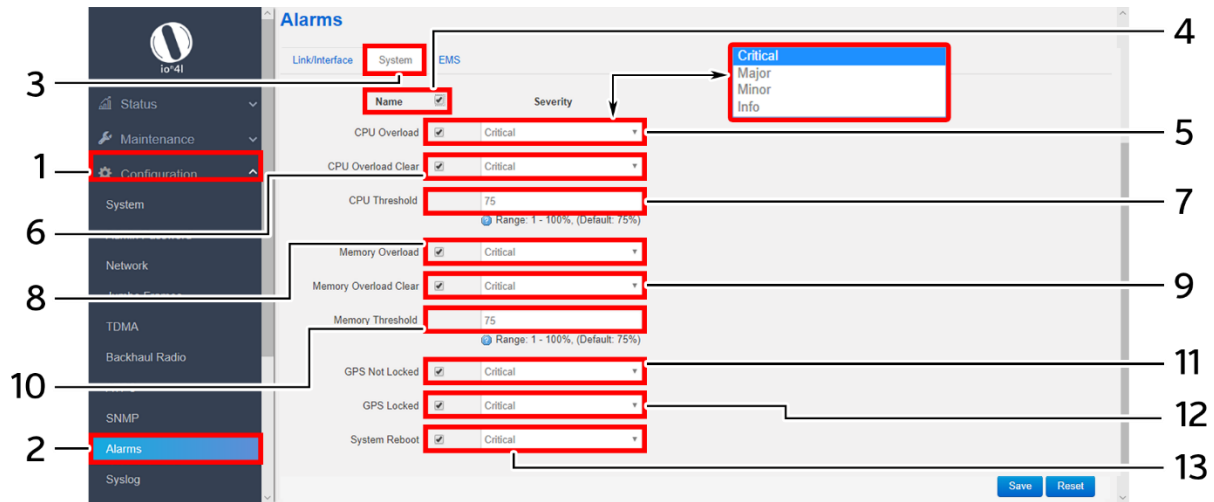 Alarms
io^4l
Link/Interface System EMS
Name Severity
Critical
Major
Minor
Info
Status
Maintenance
Configuration
System
Network
TDMA
Backhaul Radio
SNMP
Alarms
Syslog
CPU Overload Critical
CPU Overload Clear Critical
CPU Threshold 75
Range: 1 - 100%, (Default: 75%)
Memory Overload Critical
Memory Overload Clear Critical
Memory Threshold 75
Range: 1 - 100%, (Default: 75%)
GPS Not Locked Critical
GPS Locked Critical
System Reboot Critical
Save Reset
1
2
3
4
5
6
7
8
9
10
11
12
13